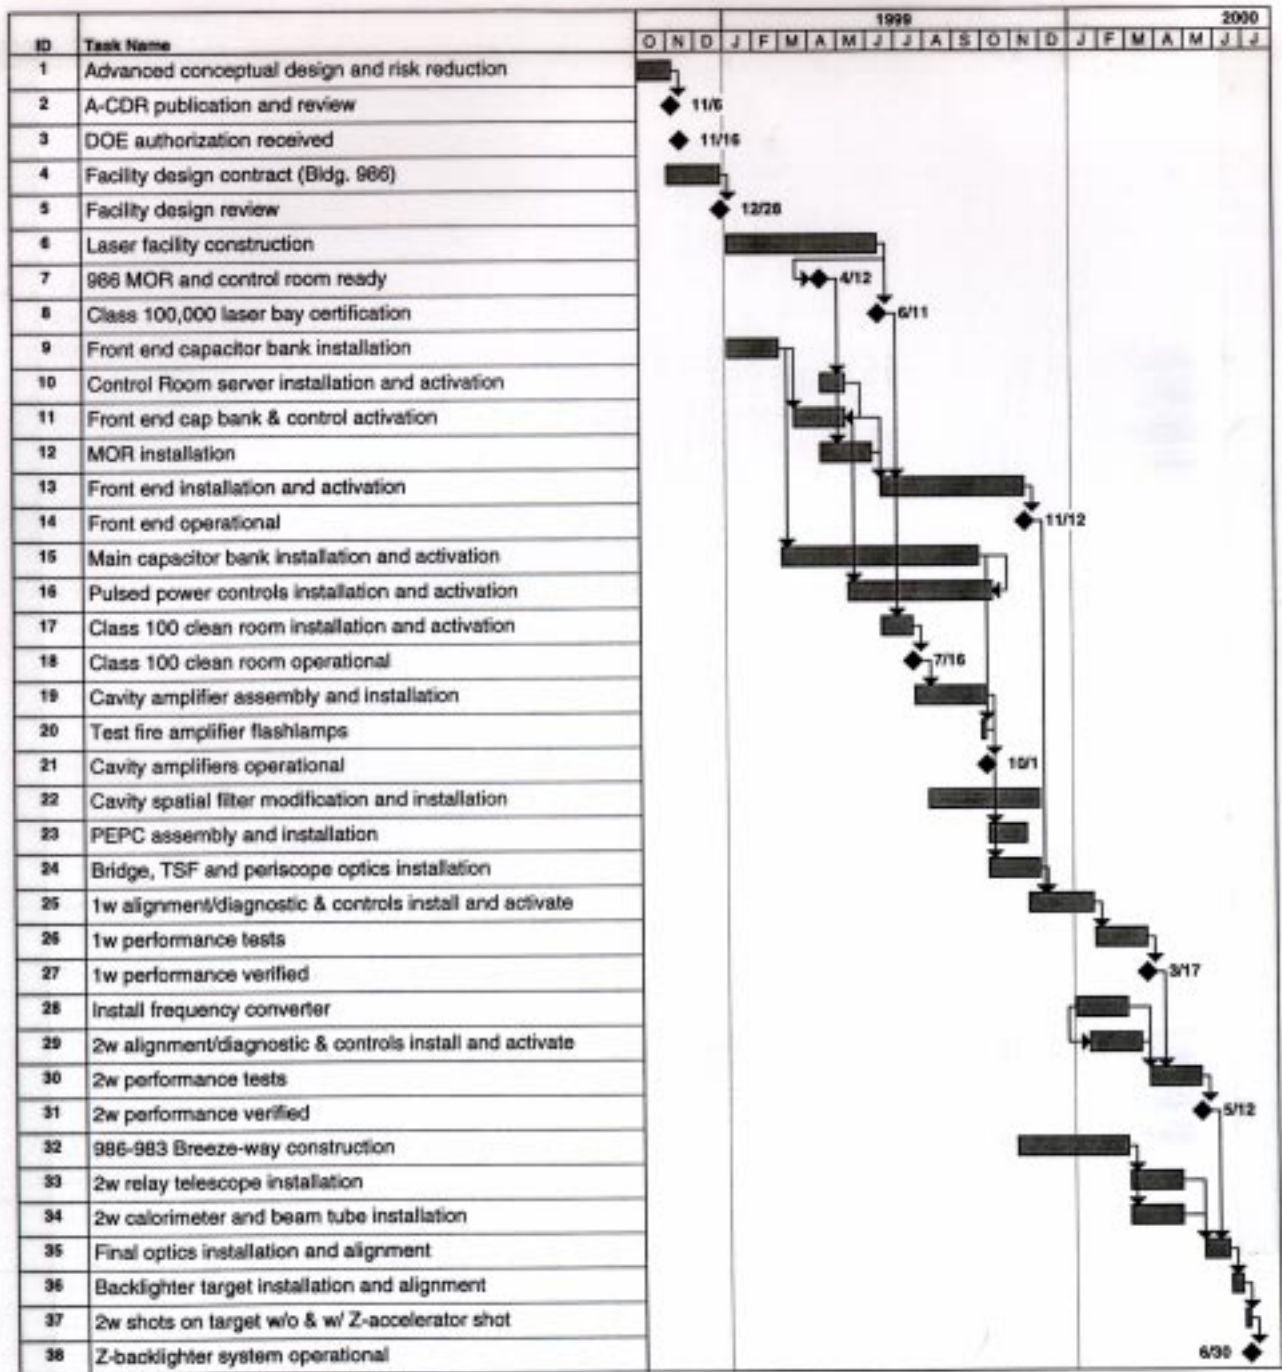 1999 2000
ID Task Name O N D J F M A M J J A S O N D J F M A M J J
1 Advanced conceptual design and risk reduction
2 A-CDR publication and review 11/6
3 DOE authorization received 11/16
4 Facility design contract (Bldg. 986)
5 Facility design review 12/28
6 Laser facility construction
7 986 MOR and control room ready 4/12
8 Class 100,000 laser bay certification 6/11
9 Front end capacitor bank installation
10 Control Room server installation and activation
11 Front end cap bank & control activation
12 MOR installation
13 Front end installation and activation
14 Front end operational 11/12
15 Main capacitor bank installation and activation
16 Pulsed power controls installation and activation
17 Class 100 clean room installation and activation
18 Class 100 clean room operational 7/16
19 Cavity amplifier assembly and installation
20 Test fire amplifier flashlamps
21 Cavity amplifiers operational 10/1
22 Cavity spatial filter modification and installation
23 PEPC assembly and installation
24 Bridge, TSF and periscope optics installation
25 1w alignment/diagnostic & controls install and activate
26 1w performance tests
27 1w performance verified 3/17
28 Install frequency converter
29 2w alignment/diagnostic & controls install and activate
30 2w performance tests
31 2w performance verified 5/12
32 986-983 Breeze-way construction
33 2w relay telescope installation
34 2w calorimeter and beam tube installation
35 Final optics installation and alignment
36 Backlighter target installation and alignment
37 2w shots on target w/o & w/ Z-accelerator shot
38 Z-backlighter system operational 6/30